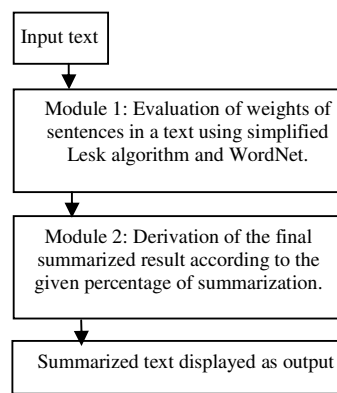 Input text
Module 1: Evaluation of weights of
sentences in a text using simplified
Lesk algorithm and WordNet.
Module 2: Derivation of the final
summarized result according to the
given percentage of summarization.
Summarized text displayed as output